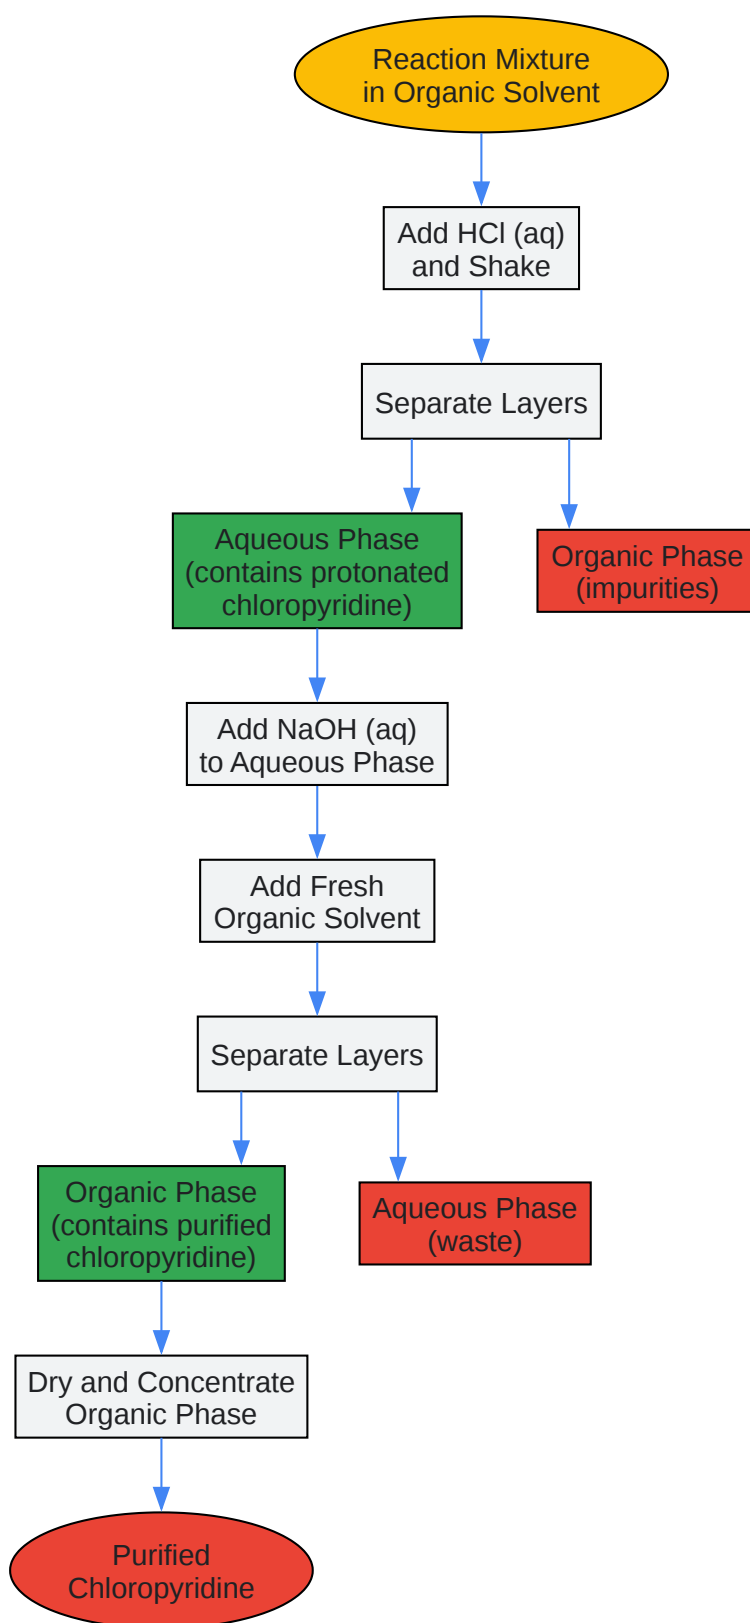 Reaction Mixture
in Organic Solvent
Add HCl (aq)
and Shake
Separate Layers
Aqueous Phase
(contains protonated
chloropyridine)
Organic Phase
(impurities)
Add NaOH (aq)
to Aqueous Phase
Add Fresh
Organic Solvent
Separate Layers
Organic Phase
(contains purified
chloropyridine)
Aqueous Phase
(waste)
Dry and Concentrate
Organic Phase
Purified
Chloropyridine